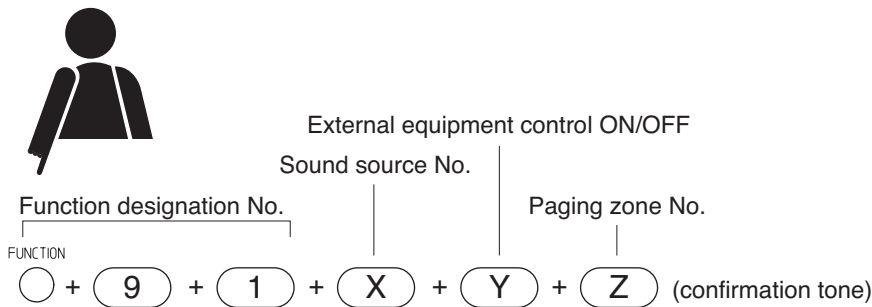 External equipment control ON/OFF
Sound source No.
Function designation No.
Paging zone No.
FUNCTION
+ 9 + 1 + X + Y + Z (confirmation tone)